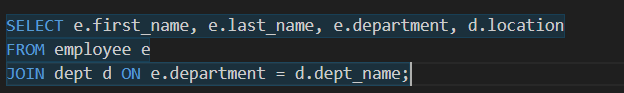 SELECT e.first_name, e.last_name, e.department, d.location
FROM employee e
JOIN dept d ON e.department = d.dept_name;